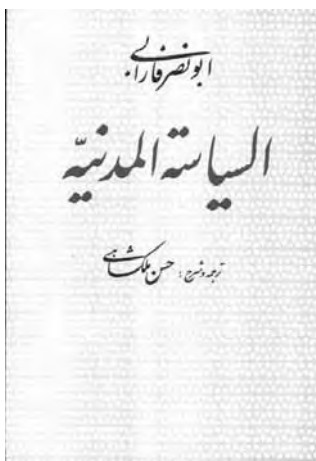 ابونصر فارابی
السیاسة المدنیّه
ترجمه و شرح: حسن ملکشاهی